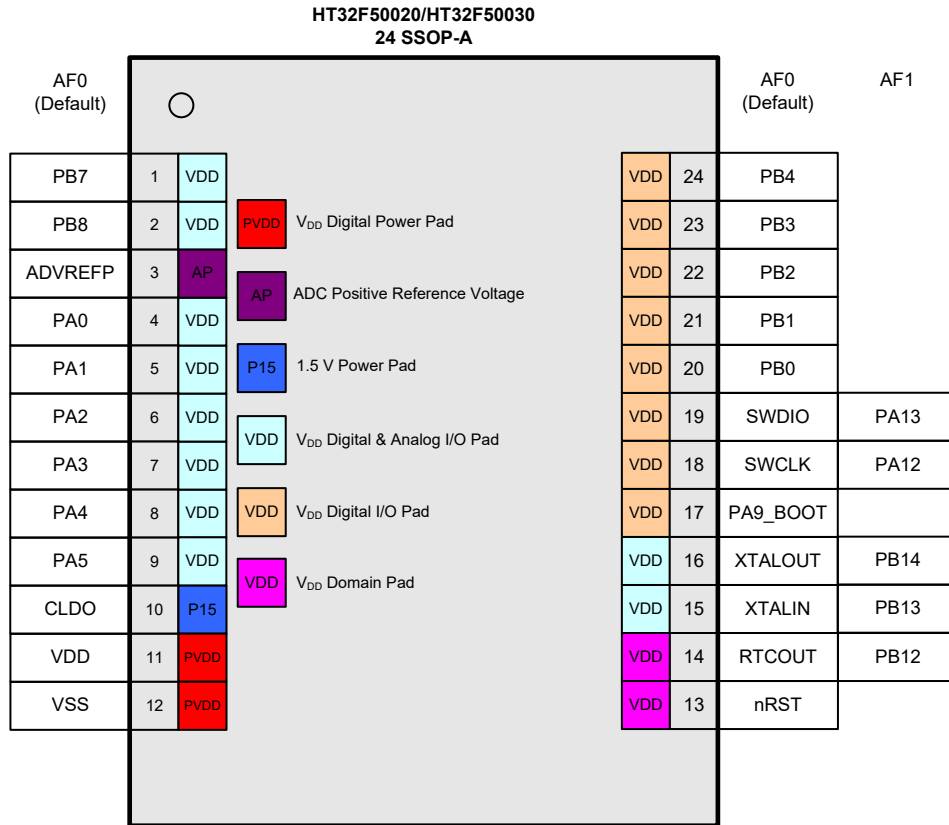 HT32F50020/HT32F50030
24 SSOP-A
AF0
(Default)
AF0
(Default)
AF1
PB7 1 VDD
VDD 24 PB4
PB8 2 VDD
PVDD VDD Digital Power Pad
VDD 23 PB3
ADVREFP 3 AP
AP ADC Positive Reference Voltage
VDD 22 PB2
PA0 4 VDD
VDD 21 PB1
PA1 5 VDD
P15 1.5 V Power Pad
VDD 20 PB0
PA2 6 VDD
VDD VDD Digital & Analog I/O Pad
VDD 19 SWDIO PA13
PA3 7 VDD
VDD 18 SWCLK PA12
PA4 8 VDD
VDD VDD Digital I/O Pad
VDD 17 PA9_BOOT
PA5 9 VDD
VDD VDD Domain Pad
VDD 16 XTALOUT PB14
CLDO 10 P15
VDD 15 XTALIN PB13
VDD 11 PVDD
VDD 14 RTCOUT PB12
VSS 12 PVDD
VDD 13 nRST